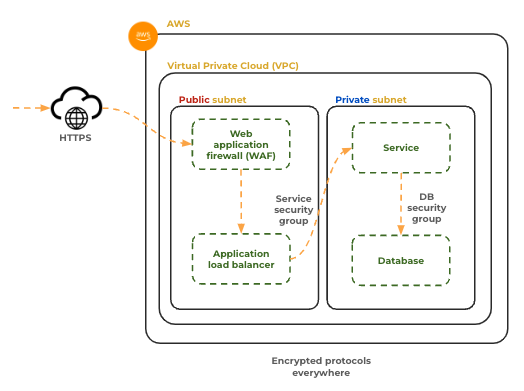 aws
AWS
Virtual Private Cloud (VPC)
Public subnet
Private subnet
HTTPS
Web
application
firewall (WAF)
Service
security
group
Application
load balancer
Service
DB
security
group
Database
Encrypted protocols
everywhere